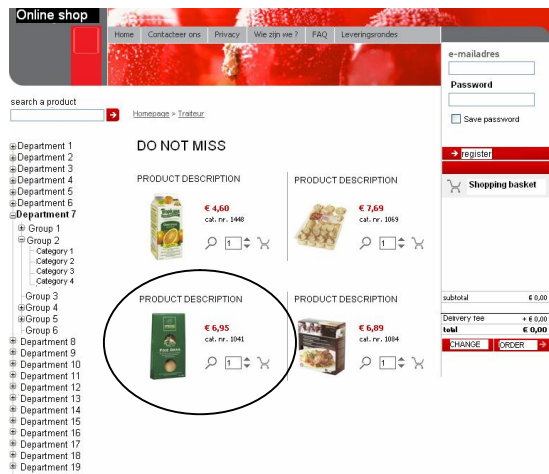 Online shop
Home Contacteer ons Privacy Wie zijn we ? FAQ Leveringsrondes
e-mailadres
Password
Save password
register
Shopping basket
subtotal € 0,00
Delivery fee + € 0,00
total € 0,00
CHANGE ORDER
search a product
Homepage > Traiteur
Department 1
Department 2
Department 3
Department 4
Department 5
Department 6
Department 7
Group 1
Group 2
Category 1
Category 2
Category 3
Category 4
Group 3
Group 4
Group 5
Group 6
Department 8
Department 9
Department 10
Department 11
Department 12
Department 13
Department 14
Department 15
Department 16
Department 17
Department 18
Department 19
DO NOT MISS
PRODUCT DESCRIPTION
Tropicana
€ 4,60
cat. nr. 1448
1
PRODUCT DESCRIPTION
€ 7,69
cat. nr. 1069
1
PRODUCT DESCRIPTION
€ 6,95
cat. nr. 1041
1
PRODUCT DESCRIPTION
€ 6,89
cat. nr. 1084
1